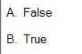 A. False
B. True